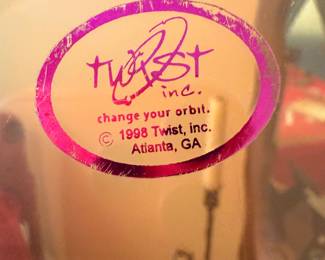 twist
inc.
change your orbit.
© 1998 Twist, inc.
Atlanta, GA